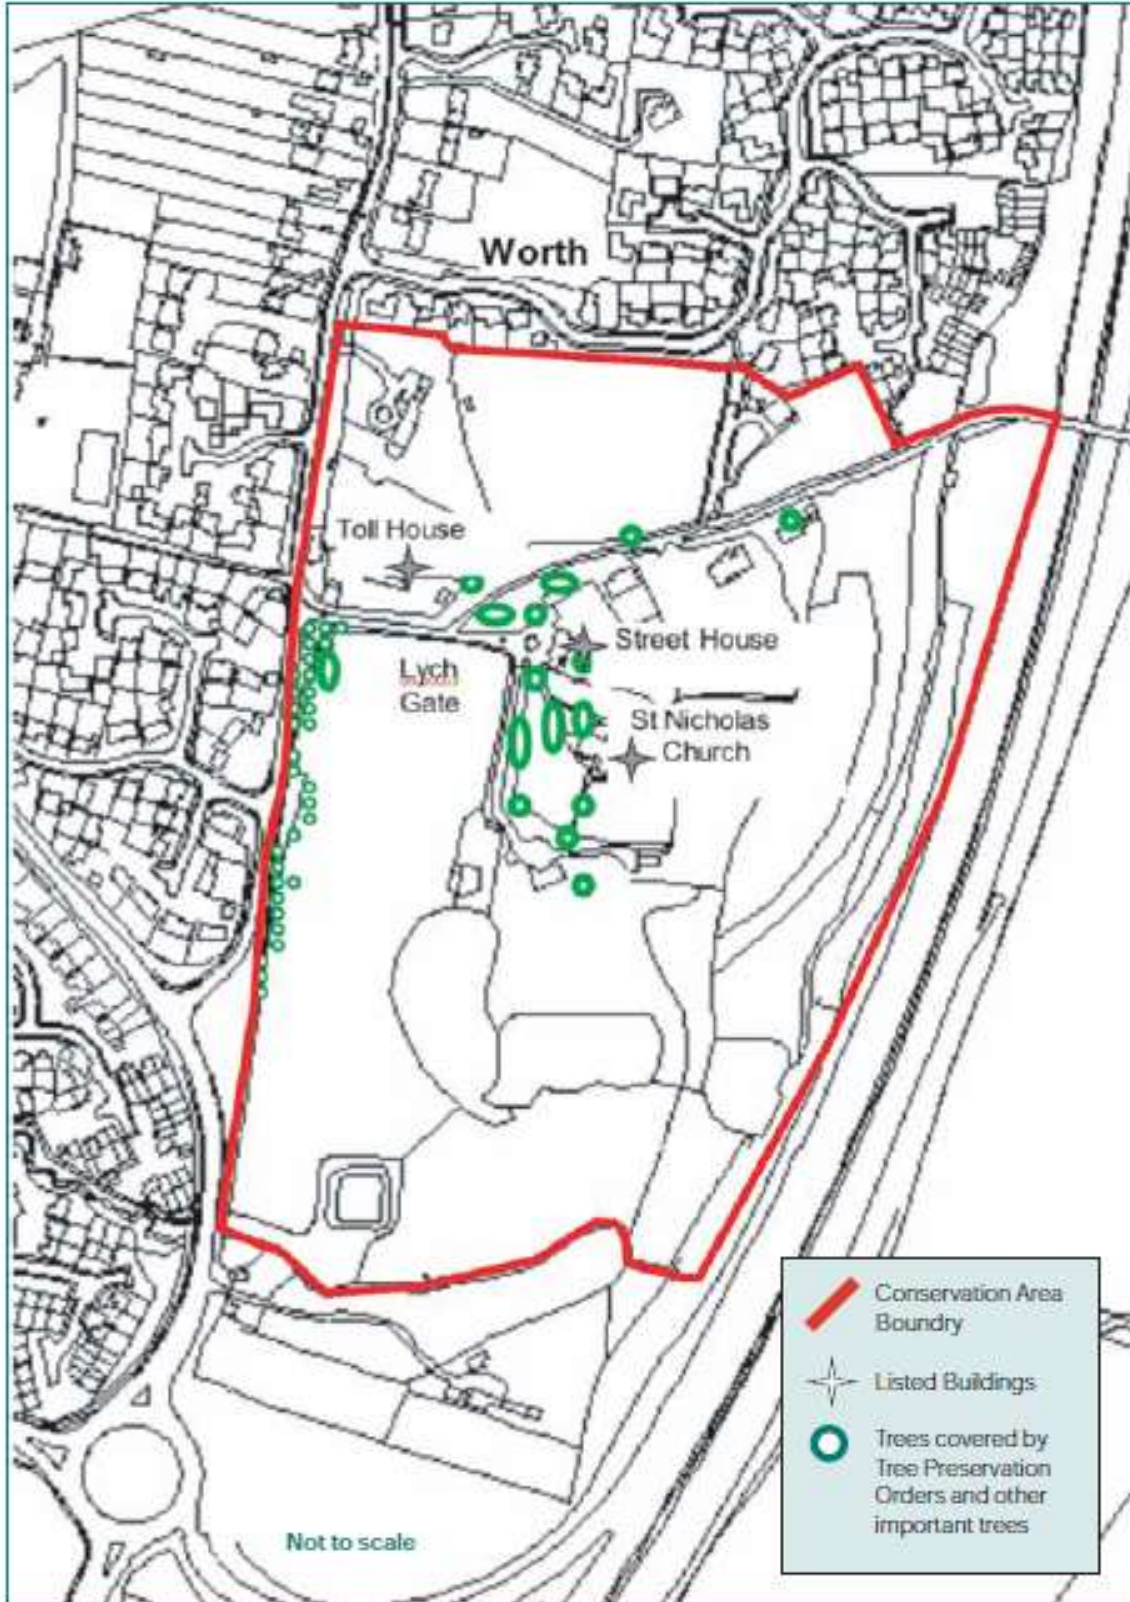 Worth
Toll House
Street House
Lych
Gate
St Nicholas
Church
Conservation Area
Boundry
Listed Buildings
Trees covered by
Tree Preservation
Orders and other
important trees
Not to scale